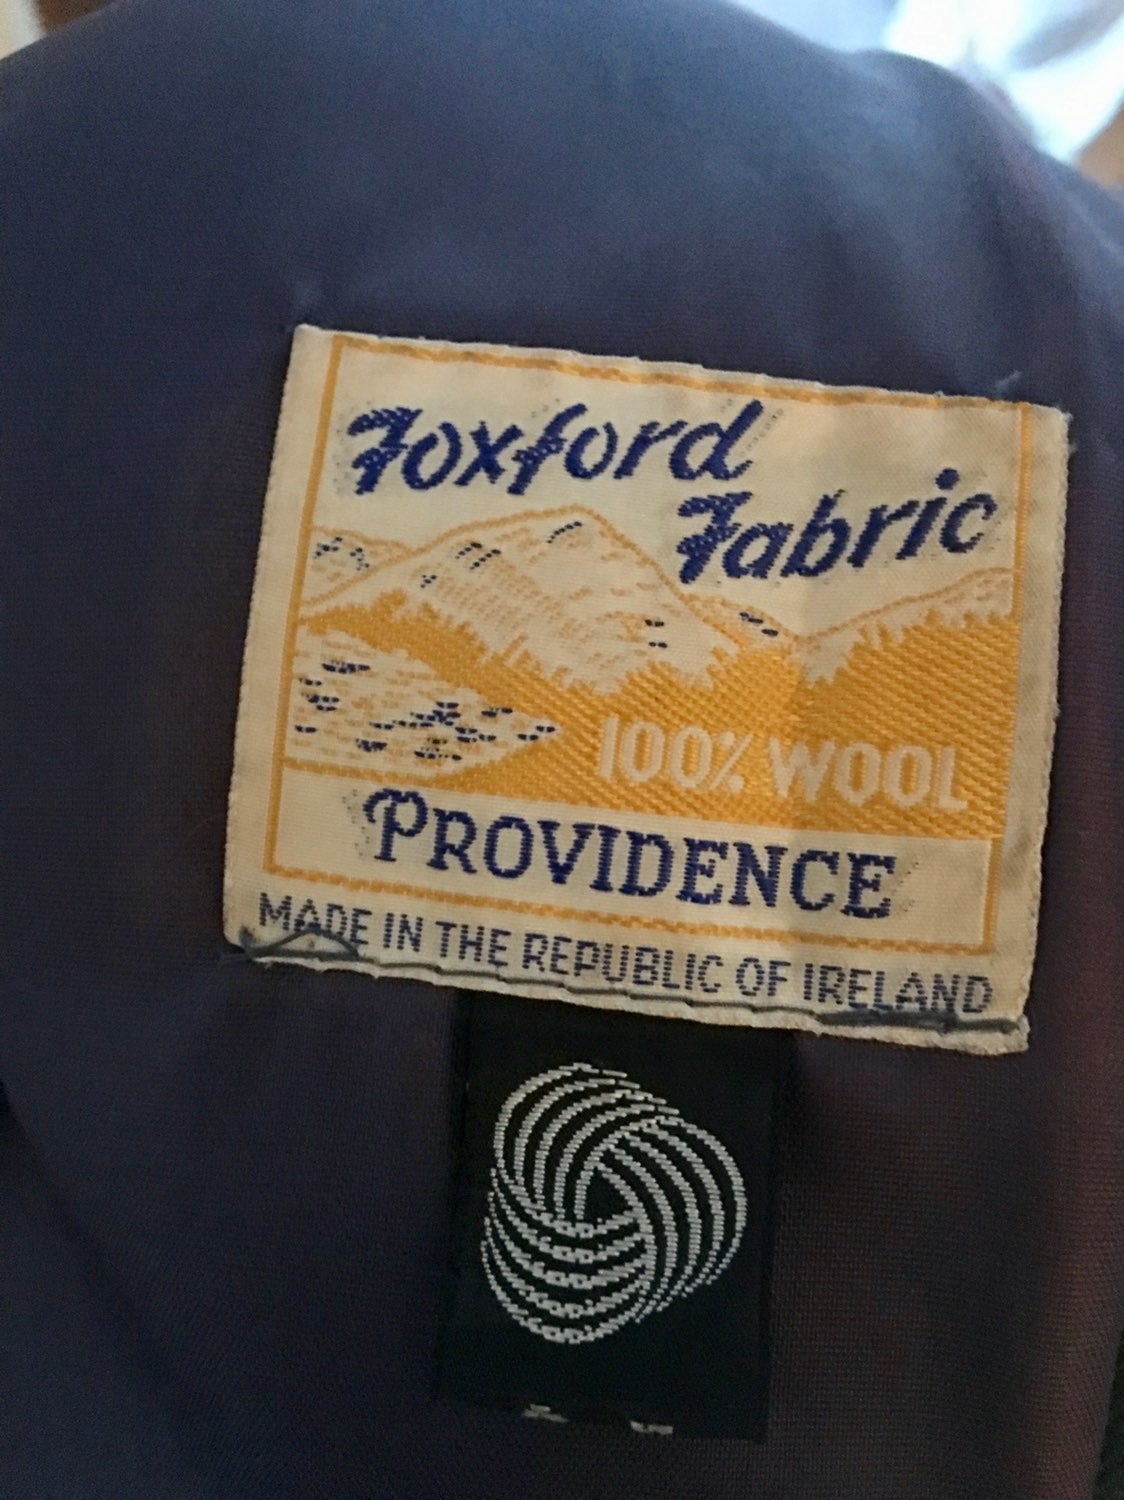 Foxford
Fabric
100% WOOL
PROVIDENCE
MADE IN THE REPUBLIC OF IRELAND